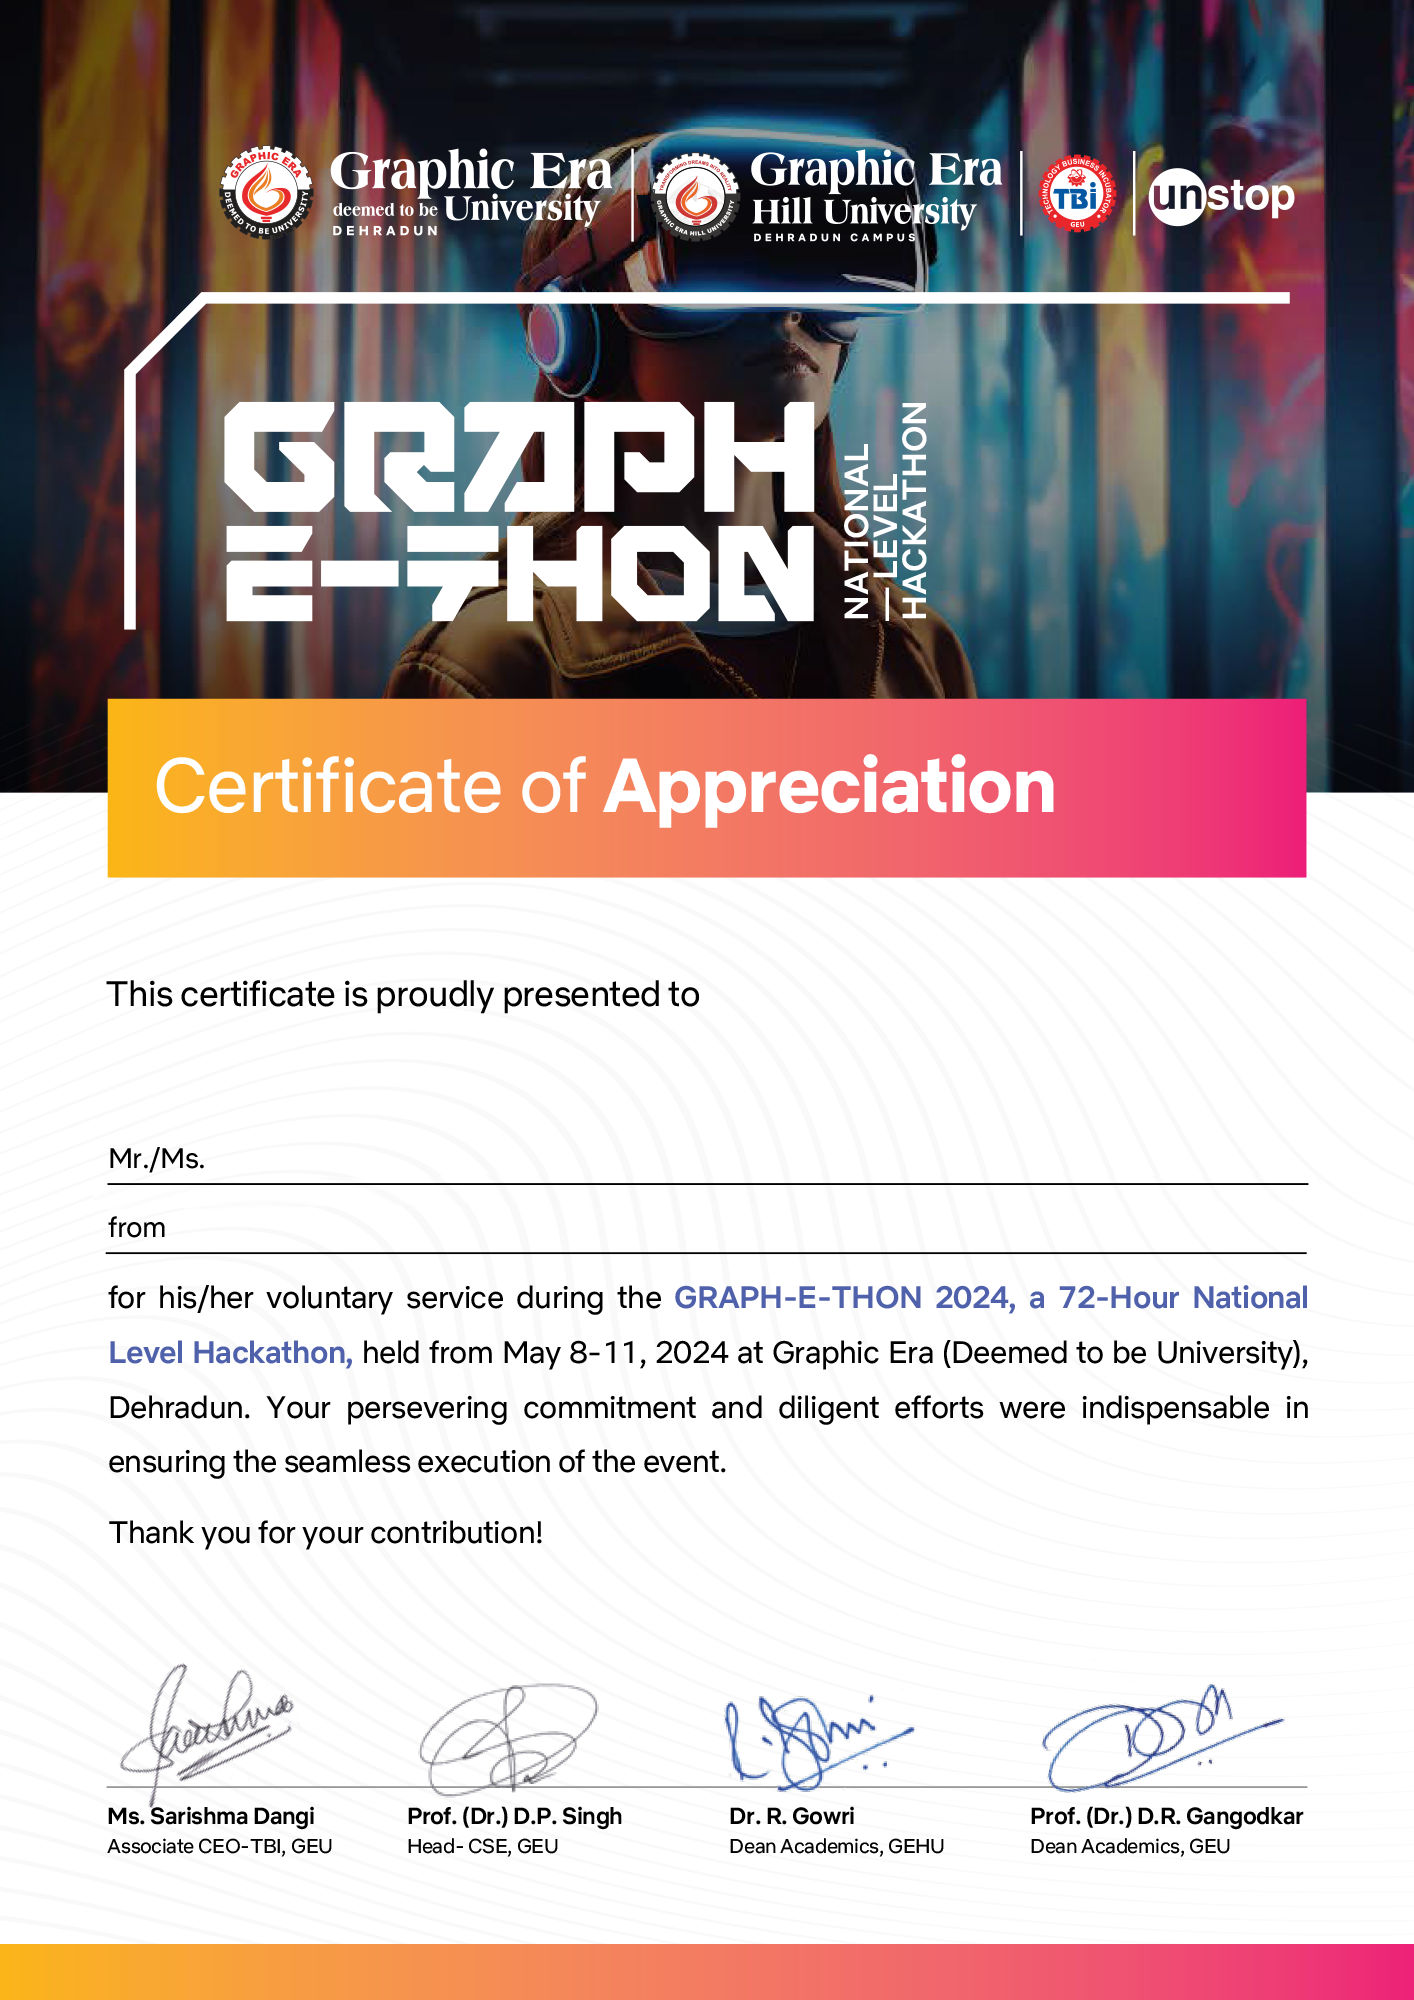 GRAPHIC ERA
DEEMED TO BE UNIVERSITY
Graphic Era
deemed to be University
DEHRADUN
TRANSFORMING DREAMS INTO REALITY
GRAPHIC ERA HILL UNIVERSITY
Graphic Era
Hill University
DEHRADUN CAMPUS
TECHNOLOGY BUSINESS INCUBATOR
TBi
GEU
unstop
GRAPH
E-THON
NATIONAL
LEVEL
HACKATHON
Certificate of Appreciation
This certificate is proudly presented to
Mr./Ms.
from
for his/her voluntary service during the GRAPH-E-THON 2024, a 72-Hour National
Level Hackathon, held from May 8-11, 2024 at Graphic Era (Deemed to be University),
Dehradun. Your persevering commitment and diligent efforts were indispensable in
ensuring the seamless execution of the event.
Thank you for your contribution!
Ms. Sarishma Dangi
Associate CEO-TBI, GEU
Prof. (Dr.) D.P. Singh
Head- CSE, GEU
Dr. R. Gowri
Dean Academics, GEHU
Prof. (Dr.) D.R. Gangodkar
Dean Academics, GEU